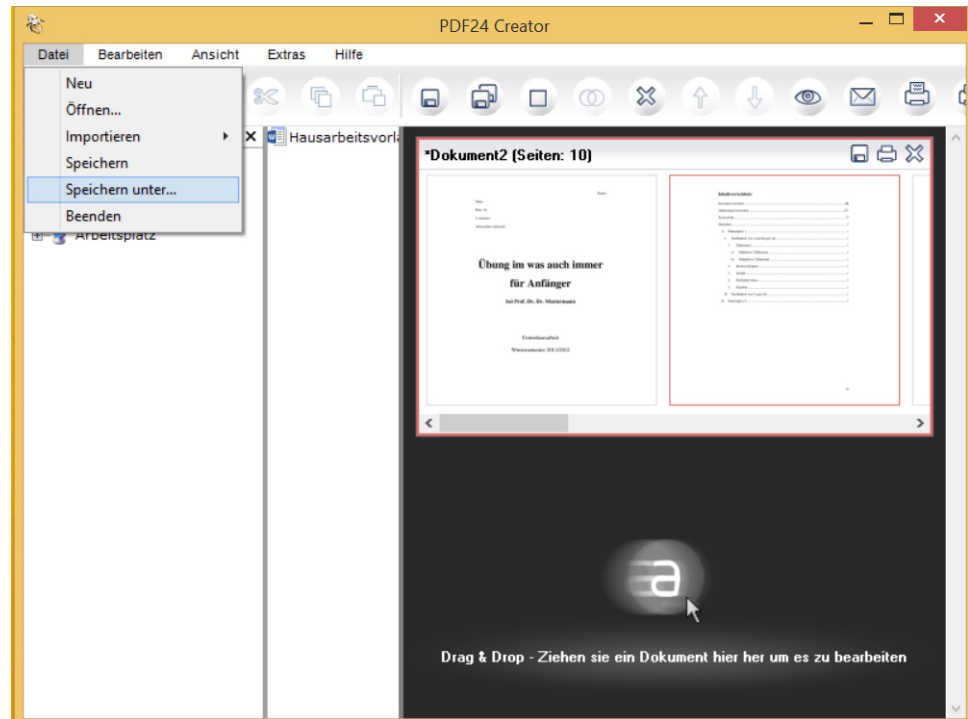 PDF24 Creator
Datei Bearbeiten Ansicht Extras Hilfe
Neu
Öffnen...
Importieren
Speichern
Speichern unter...
Beenden
Arbeitsplatz
Hausarbeitsvorl
*Dokument2 (Seiten: 10)
Übung im was auch immer
für Anfänger
bei Prof. Dr. Dr. Mustermann
Ferienhausarbeit
Inhaltsverzeichnis
a
Drag & Drop - Ziehen sie ein Dokument hier her um es zu bearbeiten